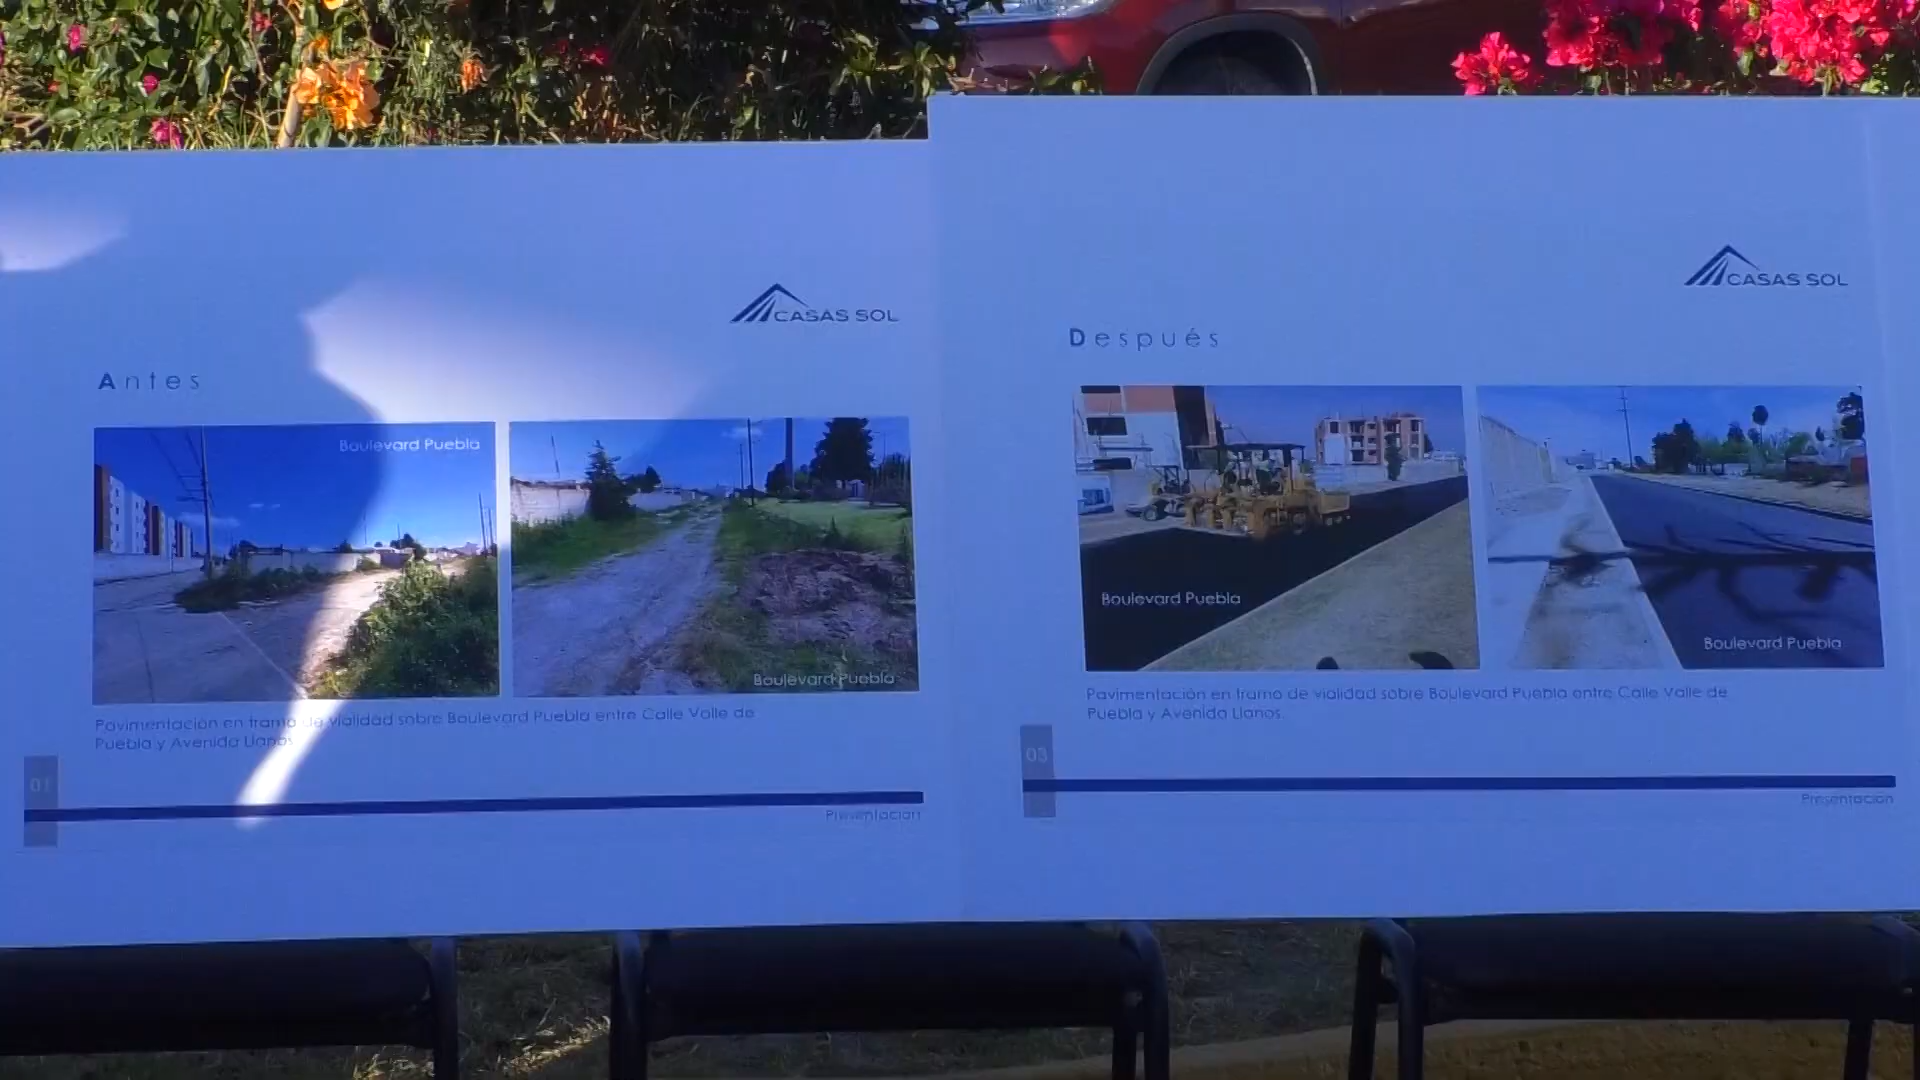 CASAS SOL
Antes
Boulevard Puebla
Boulevard Puebla
Pavimentación en tramo de vialidad sobre Boulevard Puebla entre Calle Valle de
Puebla y Avenida Llanos.
01
Presentación
CASAS SOL
Después
Boulevard Puebla
Boulevard Puebla
Pavimentación en tramo de vialidad sobre Boulevard Puebla entre Calle Valle de
Puebla y Avenida Llanos.
03
Presentación